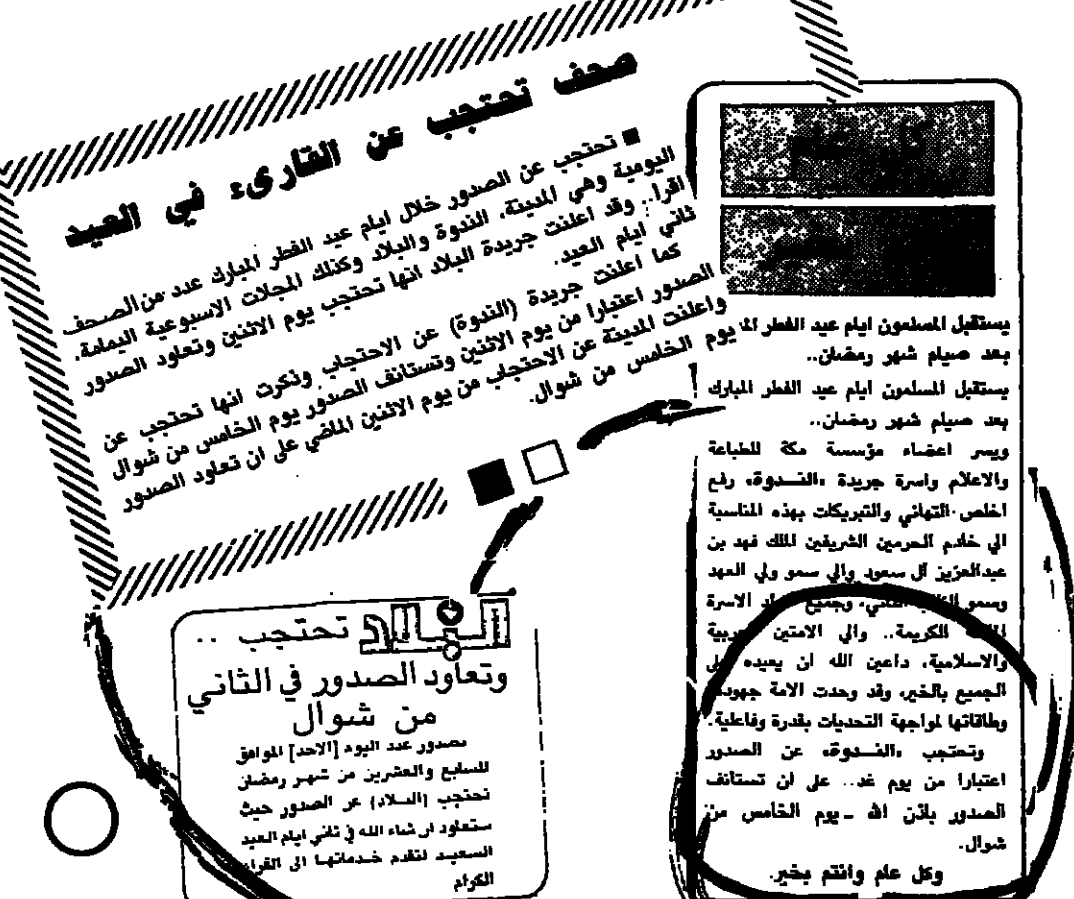 صحف تحتجب عن القارىء في العيد
■ تحتجب عن الصدور خلال ايام عيد الفطر المبارك عدد من الصحف
اليومية وهي المدينة، الندوة والبلاد وكذلك المجلات الاسبوعية اليمامة،
اقرأ.. وقد اعلنت جريدة البلاد انها تحتجب يوم الاثنين وتعاود الصدور
ثاني ايام العيد.
كما اعلنت جريدة (الندوة) عن الاحتجاب وذكرت انها تحتجب عن
الصدور اعتبارا من يوم الاثنين وتستانف الصدور يوم الخامس من شوال
واعلنت المدينة عن الاحتجاب من يوم الاثنين الماضي على ان تعاود الصدور
يوم الخامس من شوال.
يستقبل المسلمون ايام عيد الفطر
بعد صيام شهر رمضان..
يستقبل المسلمون ايام عيد الفطر المبارك
بعد صيام شهر رمضان..
ويسر اعضاء مؤسسة مكة للطباعة
والاعلام واسرة جريدة «النــدوة» رفع
اخلص التهاني والتبريكات بهذه المناسبة
الي خادم الحرمين الشريفين الملك فهد بن
عبدالعزيز آل سعود والي سمو ولي العهد
وسمو وجميع الاسرة
الكريمة.. والي الامتين
والاسلامية، داعين الله ان يعيده
الجميع بالخير، وقد وحدت الامة
وطاقاتها لمواجهة التحديات بقدرة وفاعلية.
وتحتجب «النــدوة» عن الصدور
اعتبارا من يوم غد.. على ان تستانف
الصدور باذن الله ـ يوم الخامس من
شوال.
وكل عام وانتم بخير.
البلاد تحتجب ..
وتعاود الصدور في الثاني
من شوال
بصدور عدد اليوم [الاحد] الموافق
للسابع والعشرين من شهر رمضان
تحتجب (البلاد) عن الصدور حيث
ستعاود ان شاء الله في ثاني ايام العيد
السعيد لتقدم خدماتها الى القراء
الكرام